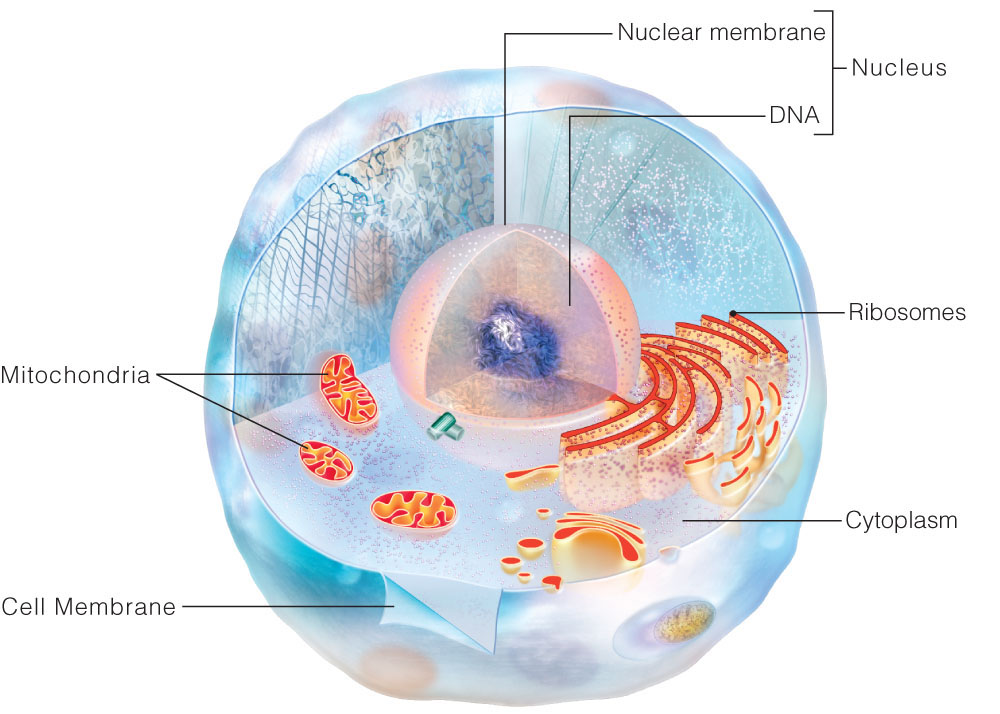 Nuclear membrane
Nucleus
DNA
Ribosomes
Mitochondria
Cytoplasm
Cell Membrane